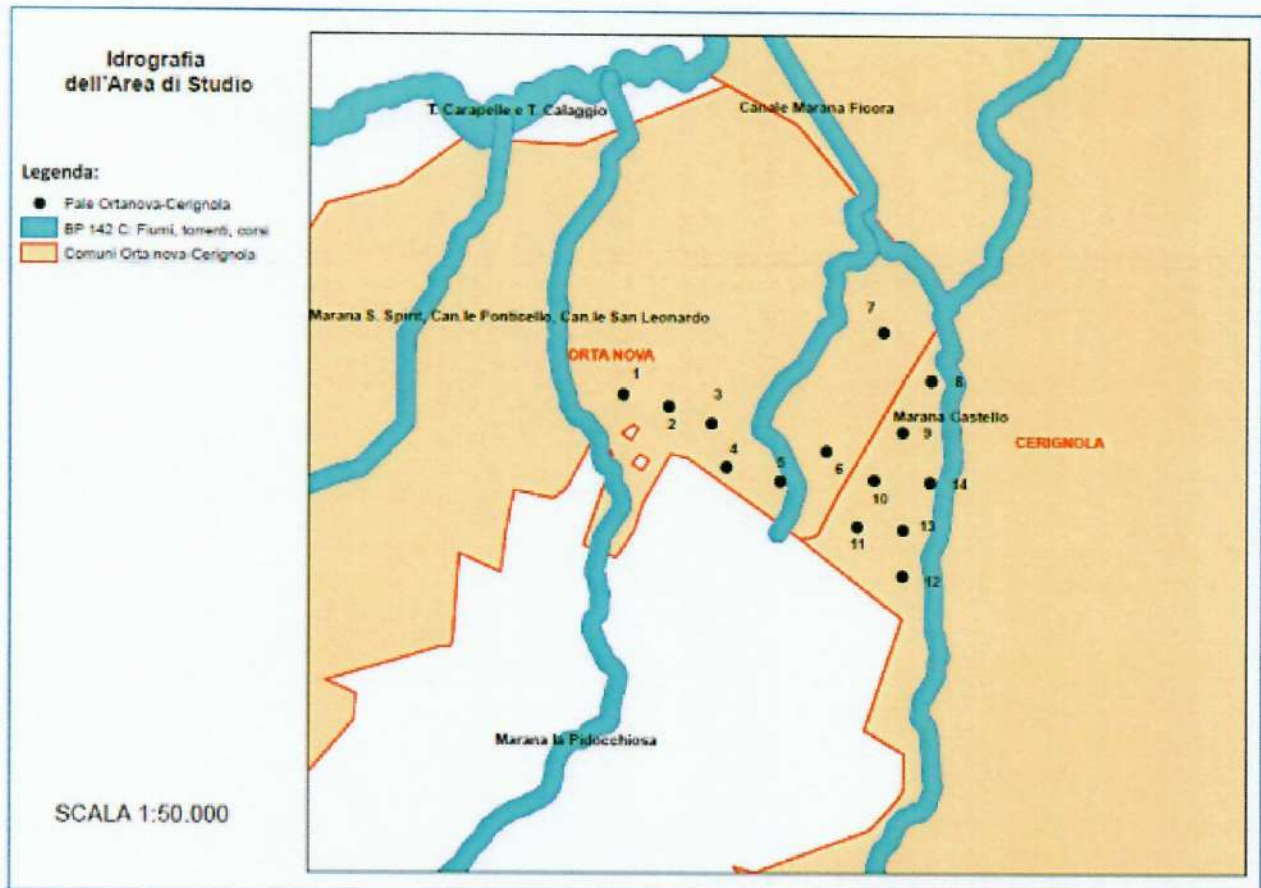 Idrografia
dell'Area di Studio
Legenda:
Pale Ortanova-Cerignola
BP 142 C: Fiumi, torrenti, corsi
Comuni Orta nova-Cerignola
SCALA 1:50.000
T. Carapelle e T. Calaggio
Canale Marana Ficora
Marana S. Spirit, Can.le Ponticello, Can.le San Leonardo
ORTA NOVA
7
1
3
2
8
Marana Castello
9
CERIGNOLA
4
5
6
10
14
11
13
12
Marana la Pidocchiosa